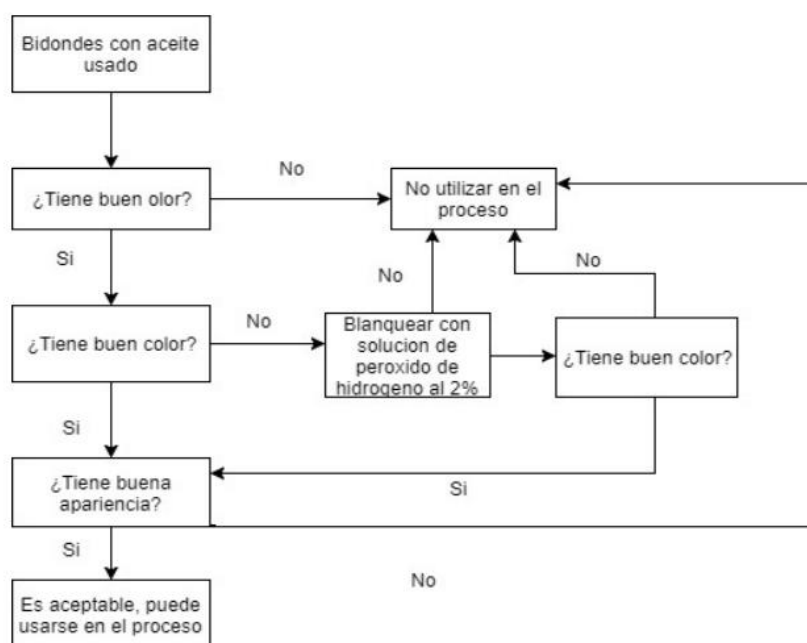 Bidondes con aceite
usado
No
¿Tiene buen olor?
No utilizar en el
proceso
Si
No
No
No
¿Tiene buen color?
Blanquear con
solucion de
peroxido de
hidrogeno al 2%
¿Tiene buen color?
Si
¿Tiene buena
apariencia?
Si
Si
No
Es aceptable, puede
usarse en el proceso